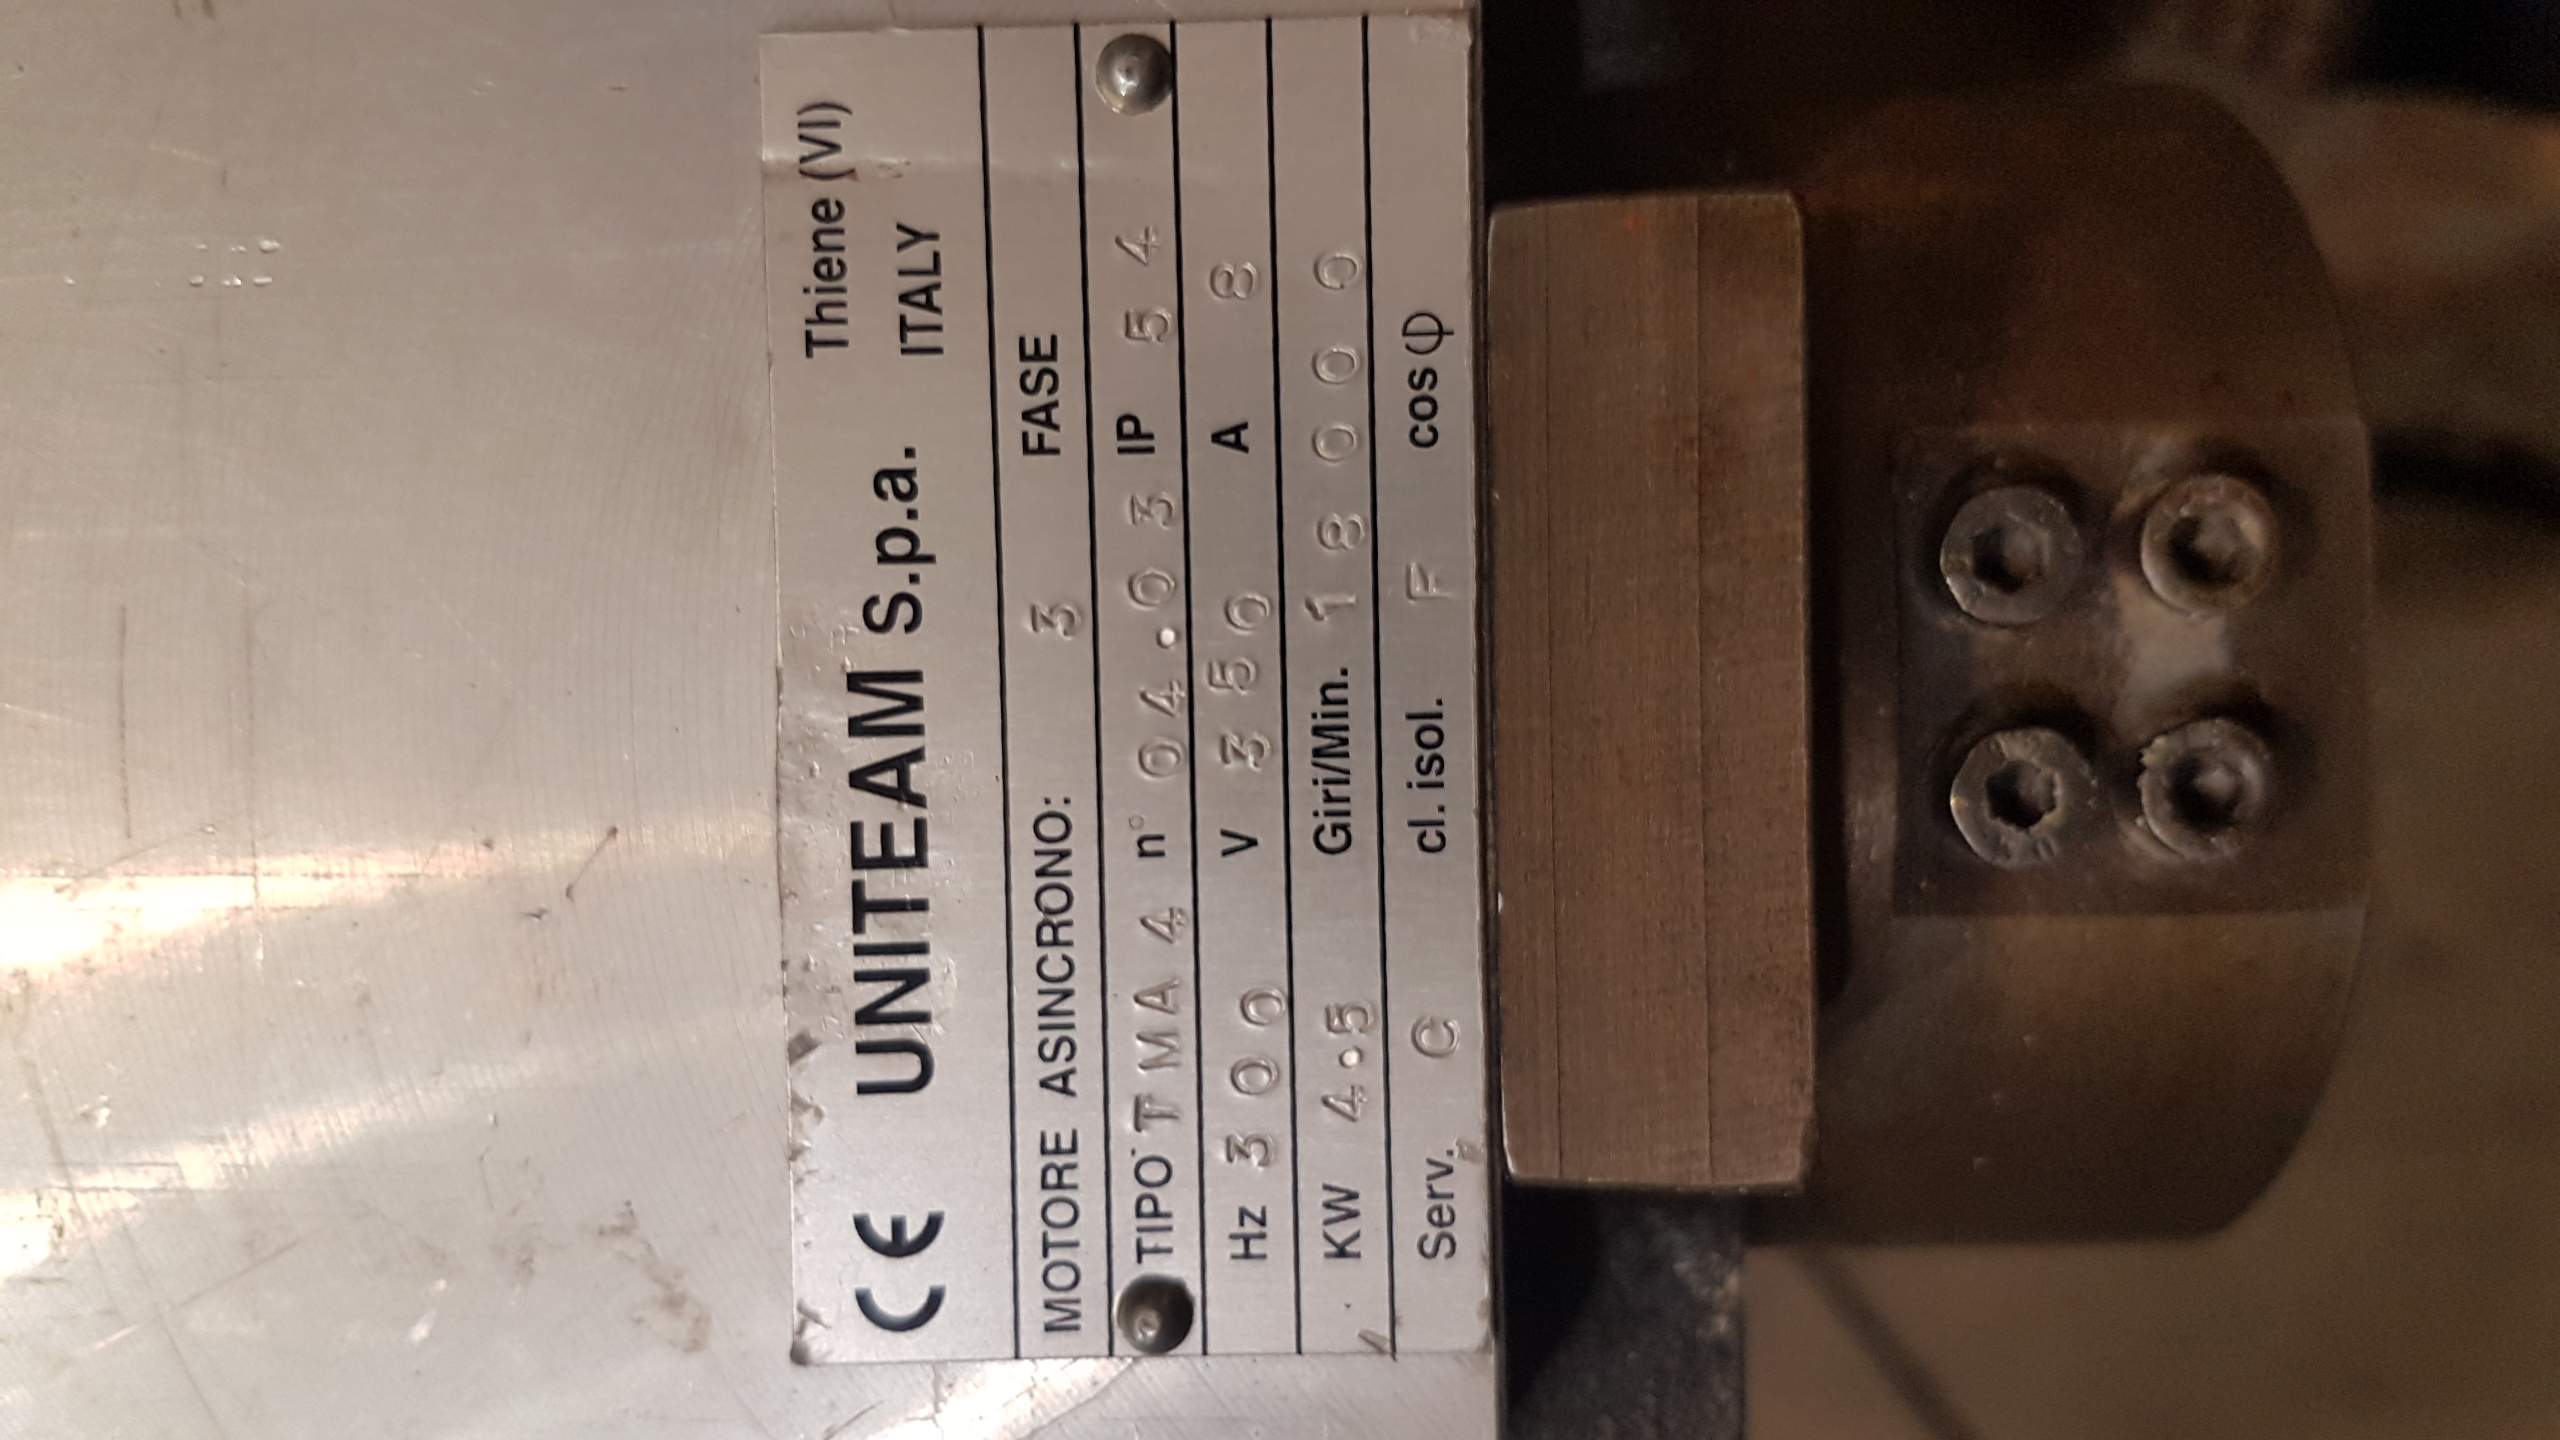 CE UNITEAM S.p.a. Thiene (VI) ITALY
MOTORE ASINCRONO: 3 FASE
TIPO TMA 4 n° 04.03 IP 54
Hz 300 V 350 A 8
KW 4.5 Giri/Min. 18000
Serv. C cl. isol. F cos φ